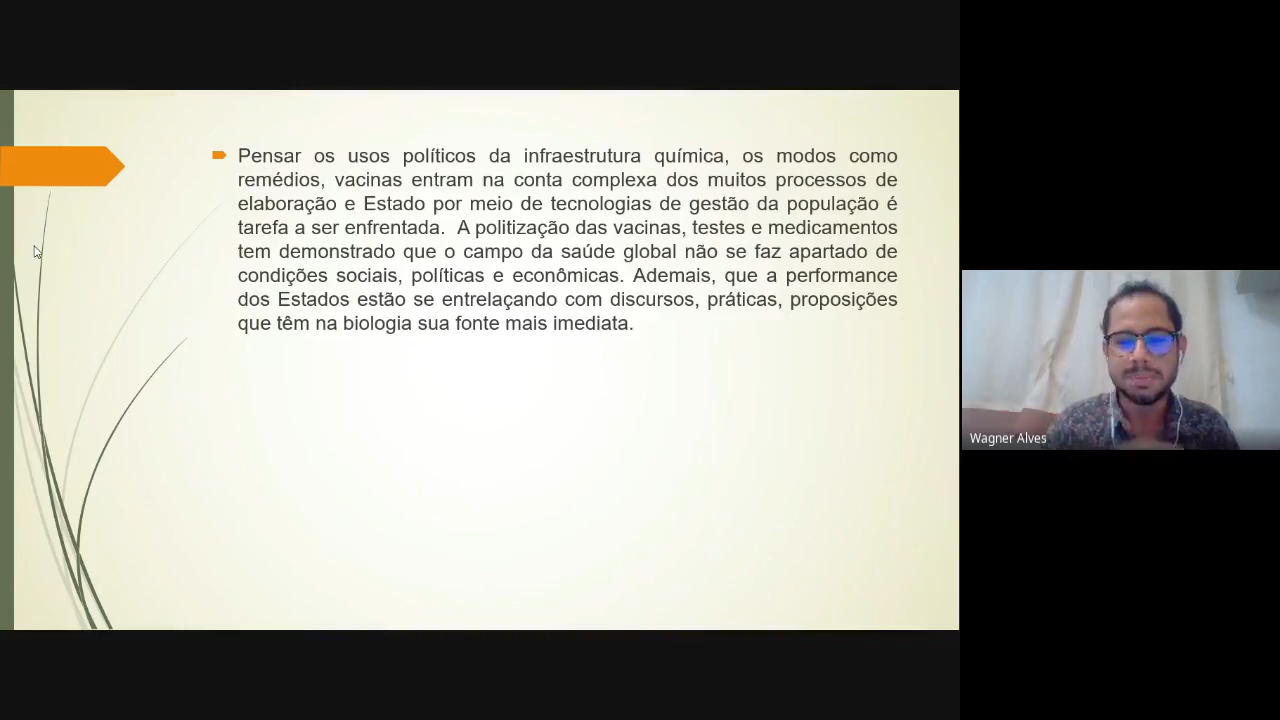 Pensar os usos políticos da infraestrutura química, os modos como
remédios, vacinas entram na conta complexa dos muitos processos de
elaboração e Estado por meio de tecnologias de gestão da população é
tarefa a ser enfrentada.  A politização das vacinas, testes e medicamentos
tem demonstrado que o campo da saúde global não se faz apartado de
condições sociais, políticas e econômicas. Ademais, que a performance
dos Estados estão se entrelaçando com discursos, práticas, proposições
que têm na biologia sua fonte mais imediata.
Wagner Alves